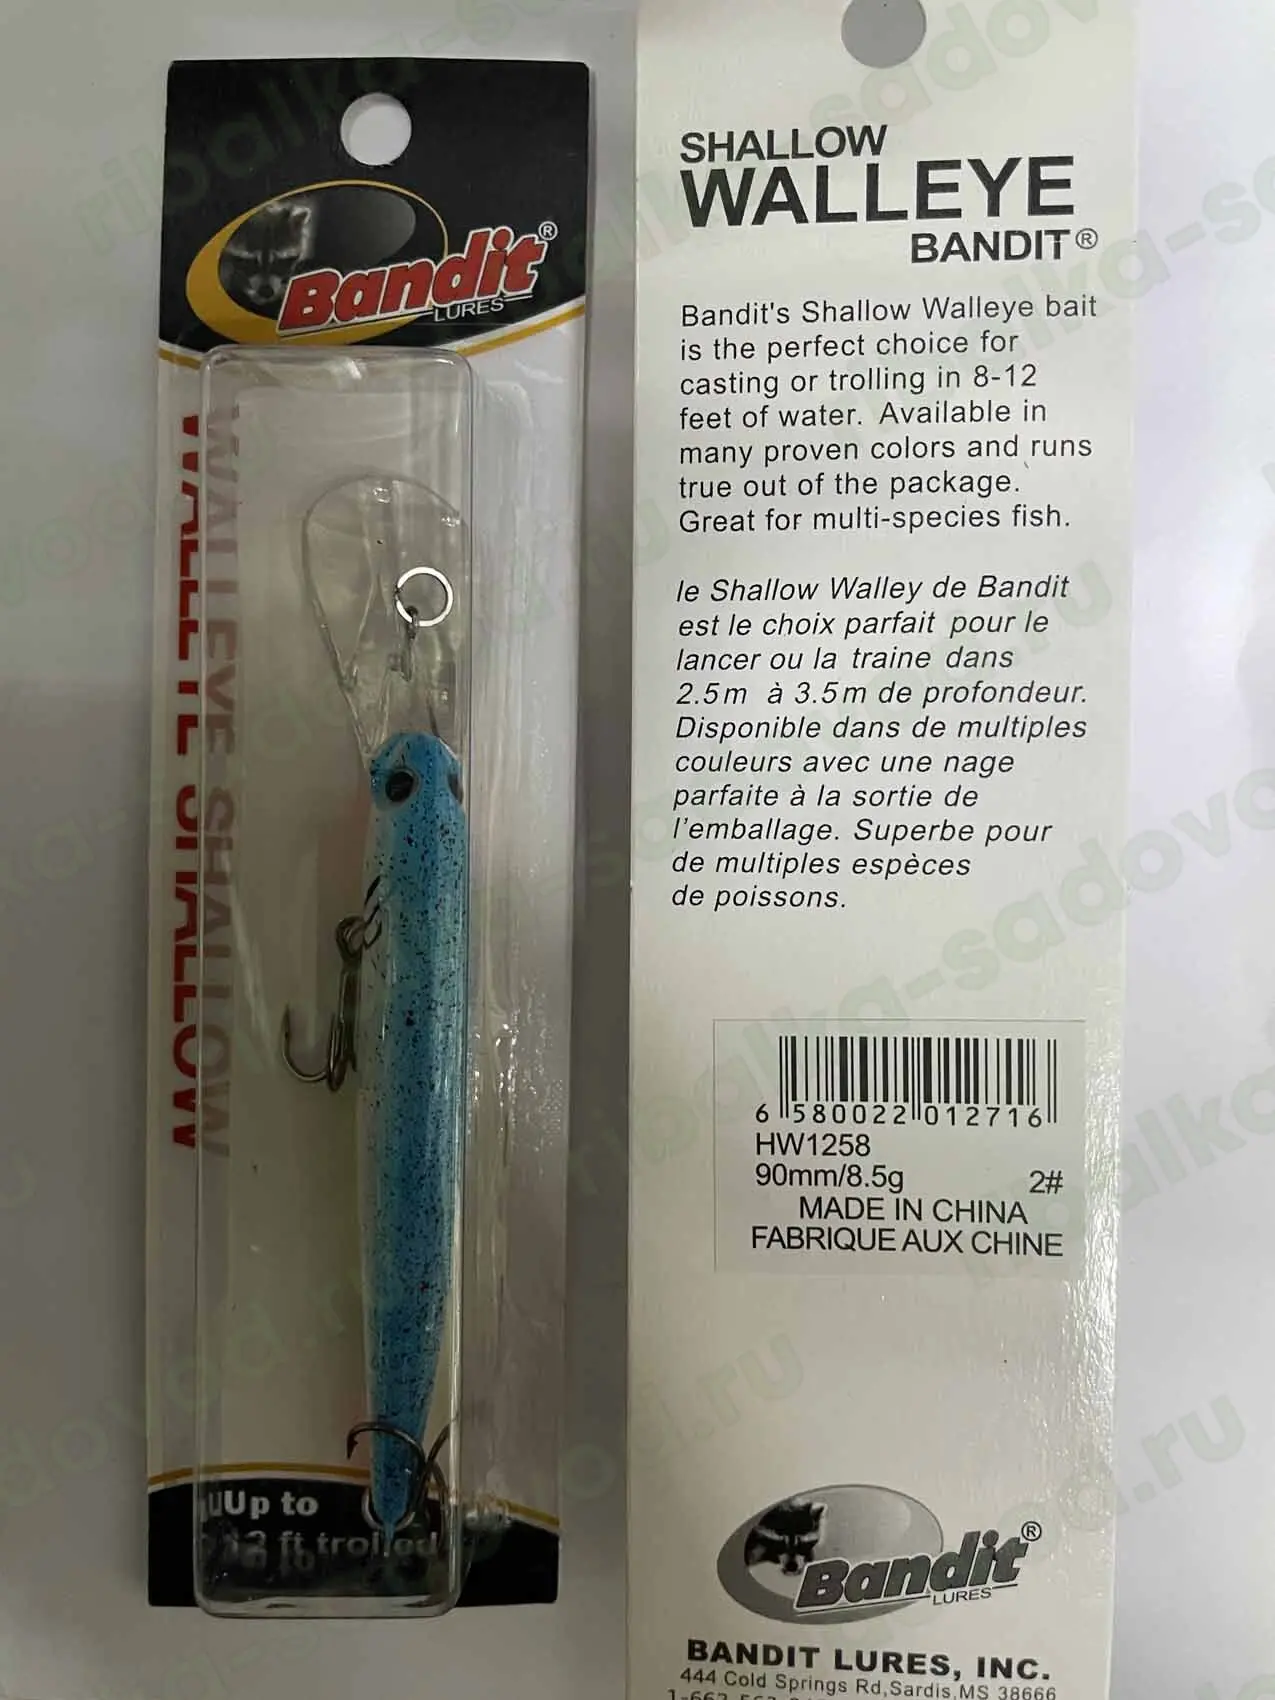 Bandit®
LURES
WALLEYE SHALLOW
Up to
12 ft trolled
SHALLOW
WALLEYE
BANDIT®
Bandit's Shallow Walleye bait
is the perfect choice for
casting or trolling in 8-12
feet of water. Available in
many proven colors and runs
true out of the package.
Great for multi-species fish.
le Shallow Walley de Bandit
est le choix parfait pour le
lancer ou la traine dans
2.5m à 3.5m de profondeur.
Disponible dans de multiples
couleurs avec une nage
parfaite à la sortie de
l'emballage. Superbe pour
de multiples espèces
de poissons.
6 580022 012716
HW1258
90mm/8.5g 2#
MADE IN CHINA
FABRIQUE AUX CHINE
Bandit®
LURES
BANDIT LURES, INC.
444 Cold Springs Rd,Sardis,MS 38666
ribalka-sadovod.ru